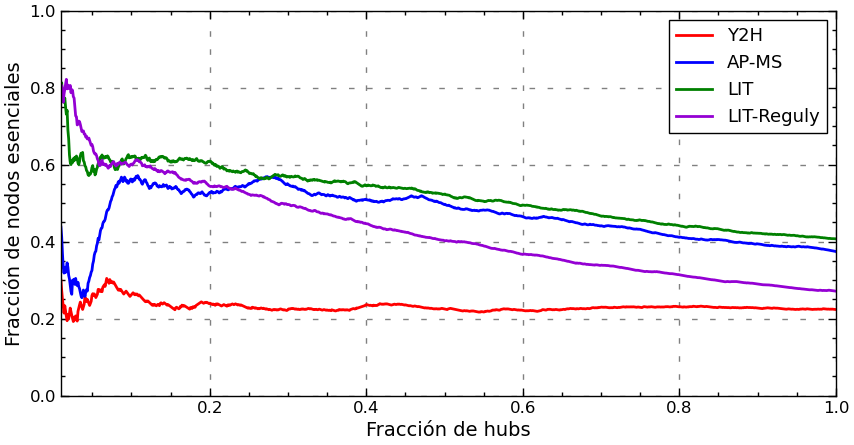 1.0
0.8
0.6
0.4
0.2
0.0
Fracción de nodos esenciales
Y2H
AP-MS
LIT
LIT-Reguly
0.2
0.4
0.6
0.8
1.0
Fracción de hubs